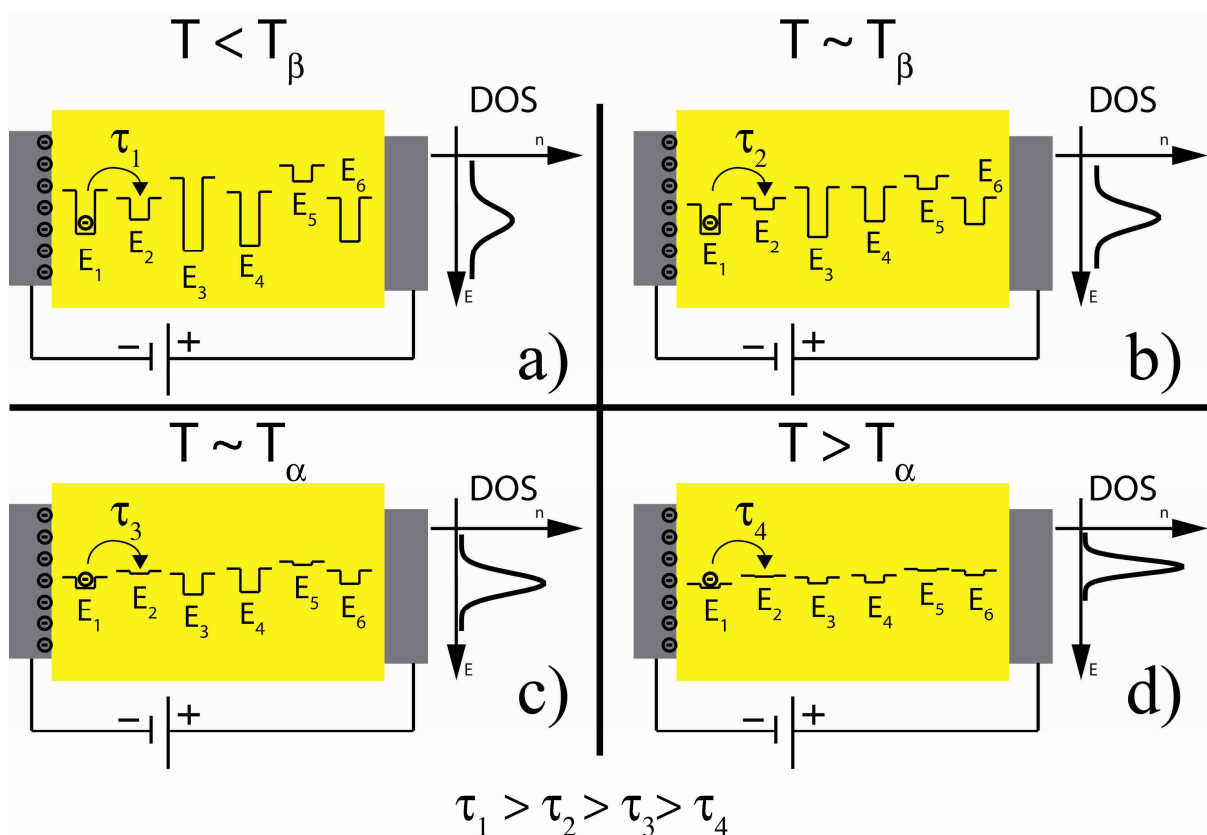 T < Tβ
DOS
n
τ1
E6
E5
E1
E2
E3
E4
E
− +
a)
T ~ Tβ
DOS
n
τ2
E6
E5
E1
E2
E3
E4
E
− +
b)
T ~ Tα
DOS
n
τ3
E5
E1
E2
E3
E4
E6
E
− +
c)
T > Tα
DOS
n
τ4
E1
E2
E3
E4
E5
E6
E
− +
d)
τ1 > τ2 > τ3 > τ4